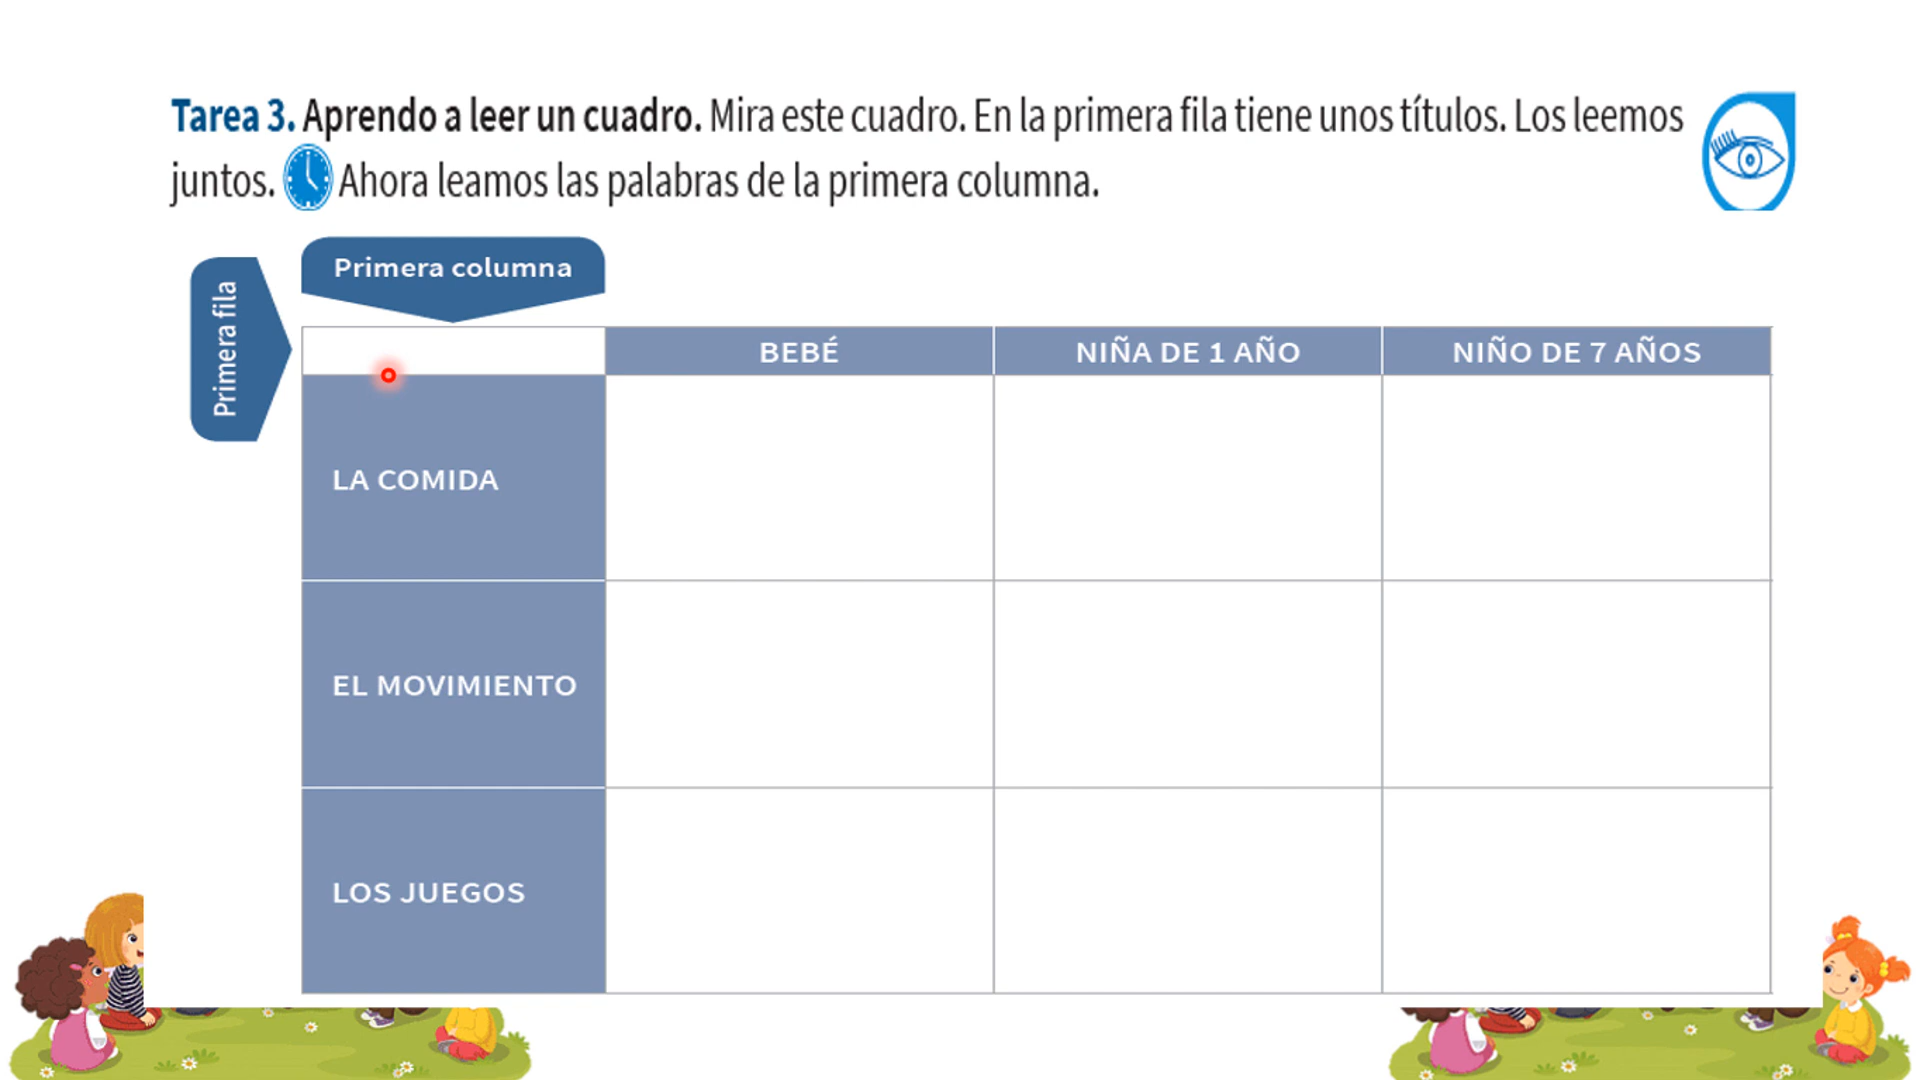 Tarea 3. Aprendo a leer un cuadro. Mira este cuadro. En la primera fila tiene unos títulos. Los leemos
juntos. Ahora leamos las palabras de la primera columna.
Primera columna
Primera fila
BEBÉ NIÑA DE 1 AÑO NIÑO DE 7 AÑOS
LA COMIDA
EL MOVIMIENTO
LOS JUEGOS